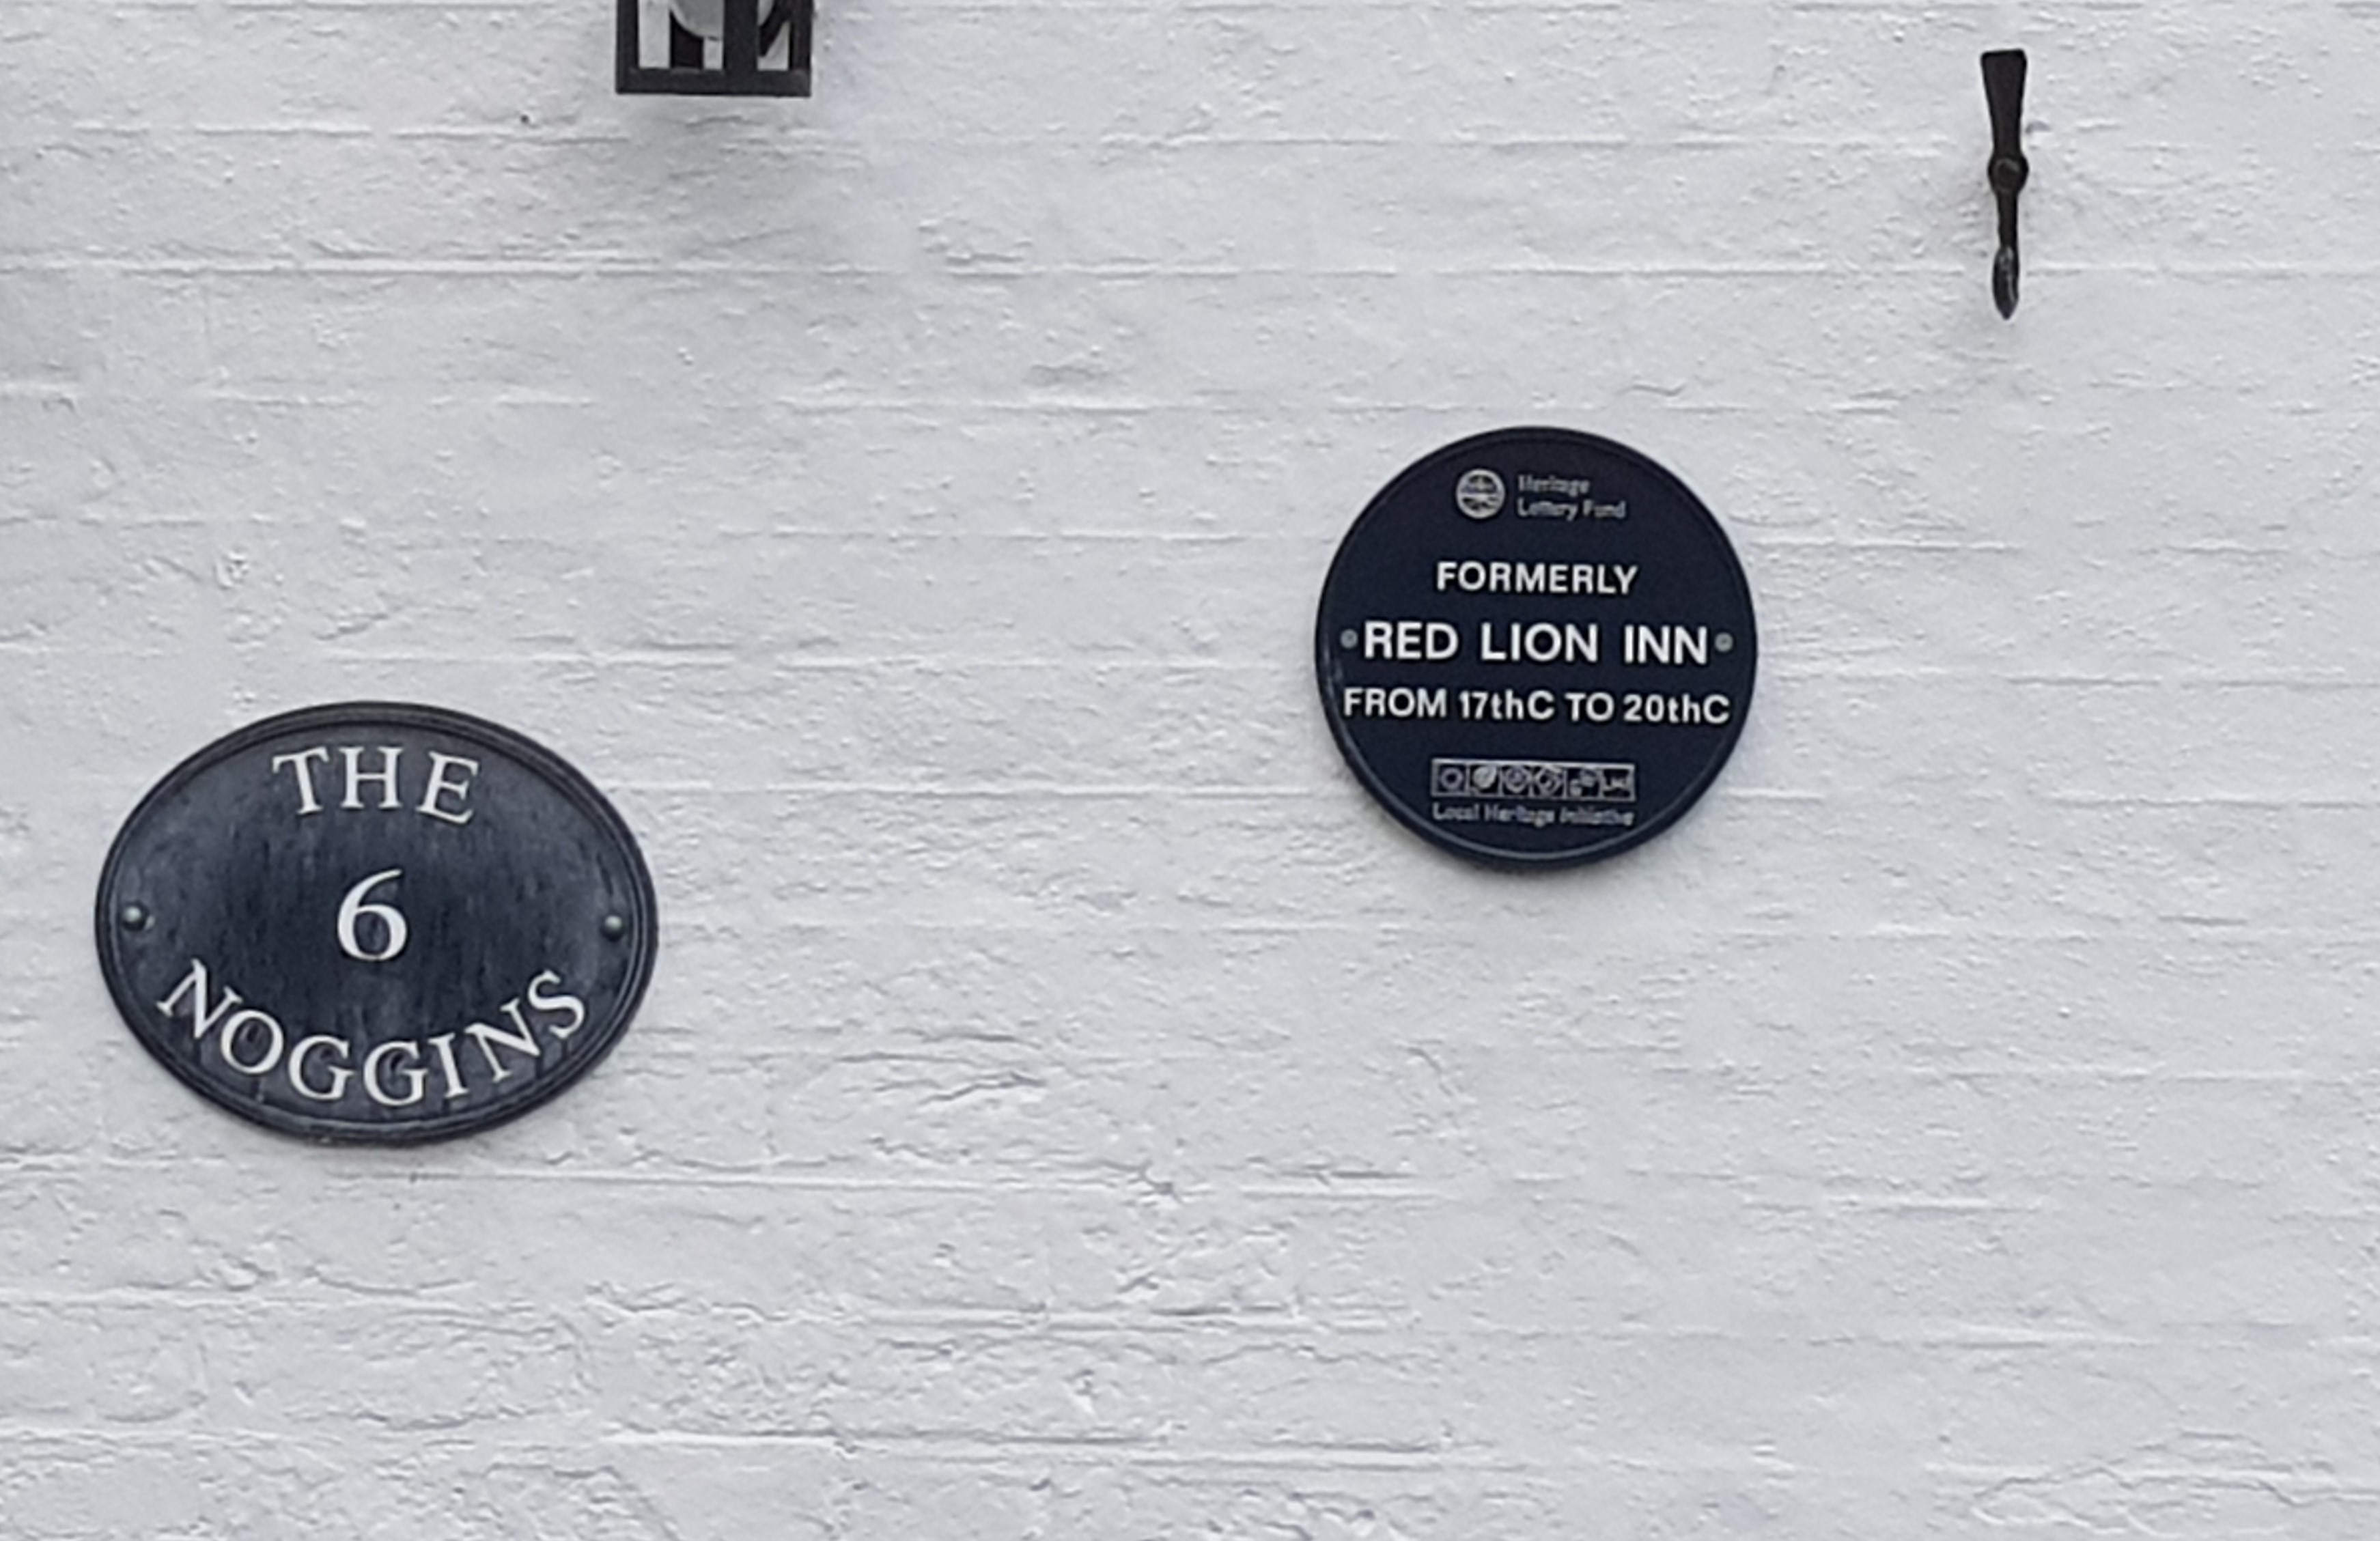 THE
6
NOGGINS
Heritage
Lottery Fund
FORMERLY
RED LION INN
FROM 17thC TO 20thC
Local Heritage Initiative